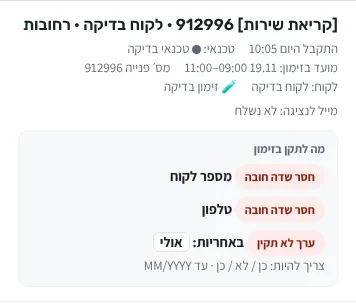 [קריאת שירות] 912996 • לקוח בדיקה • רחובות
התקבל היום 10:05 טכנאי: טכנאי בדיקה
מועד בזימון: 19.11 09:00–11:00 מס׳ פנייה 912996
לקוח: לקוח בדיקה 🧪 זימון בדיקה
מייל לנציגה: לא נשלח
מה לתקן בזימון
חסר שדה חובה מספר לקוח
חסר שדה חובה טלפון
ערך לא תקין באחריות: אולי
צריך להיות: כן / לא / כן · עד MM/YYYY